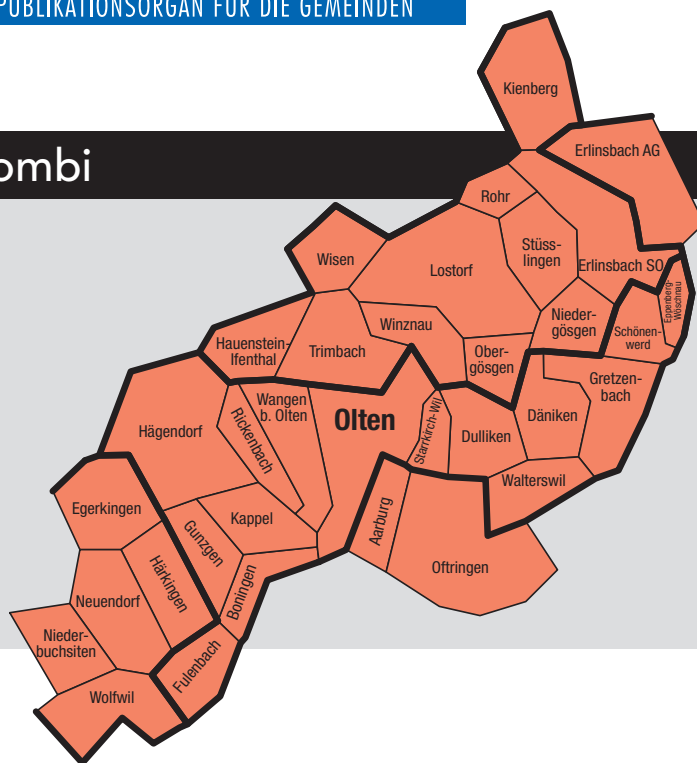 PUBLIKATIONSORGAN FÜR DIE GEMEINDEN
Kienberg
ombi
Erlinsbach AG
Rohr
Stüss-
lingen
Wisen
Lostorf
Erlinsbach SO
Eppenberg-
Wöschnau
Winznau
Nieder-
gösgen
Schönen-
werd
Hauenstein-
Ifenthal
Trimbach
Ober-
gösgen
Gretzen-
bach
Wangen
b. Olten
Olten
Starrkirch-Wil
Däniken
Rickenbach
Hägendorf
Dulliken
Walterswil
Egerkingen
Kappel
Gunzgen
Aarburg
Oftringen
Härkingen
Boningen
Neuendorf
Nieder-
buchsiten
Fulenbach
Wolfwil